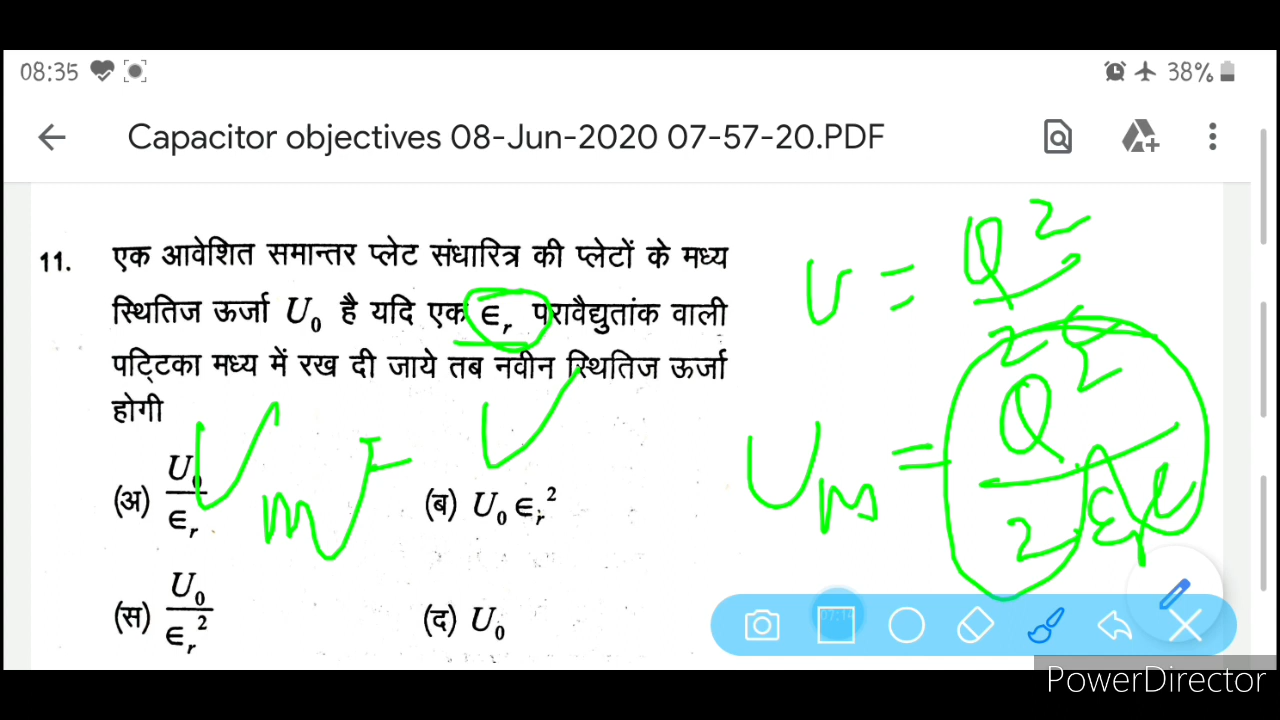 08:35
38%
Capacitor objectives 08-Jun-2020 07-57-20.PDF
11. एक आवेशित समान्तर प्लेट संधारित्र की प्लेटों के मध्य
स्थितिज ऊर्जा U₀ है यदि एक ∈ᵣ परावैद्युतांक वाली
पट्टिका मध्य में रख दी जाये तब नवीन स्थितिज ऊर्जा
होगी
(अ) U₀/∈ᵣ (ब) U₀ ∈ᵣ²
(स) U₀/∈ᵣ² (द) U₀
U = Q²/2C
Uₘ = Q²/2εᵣC
Uₘ = U
PowerDirector